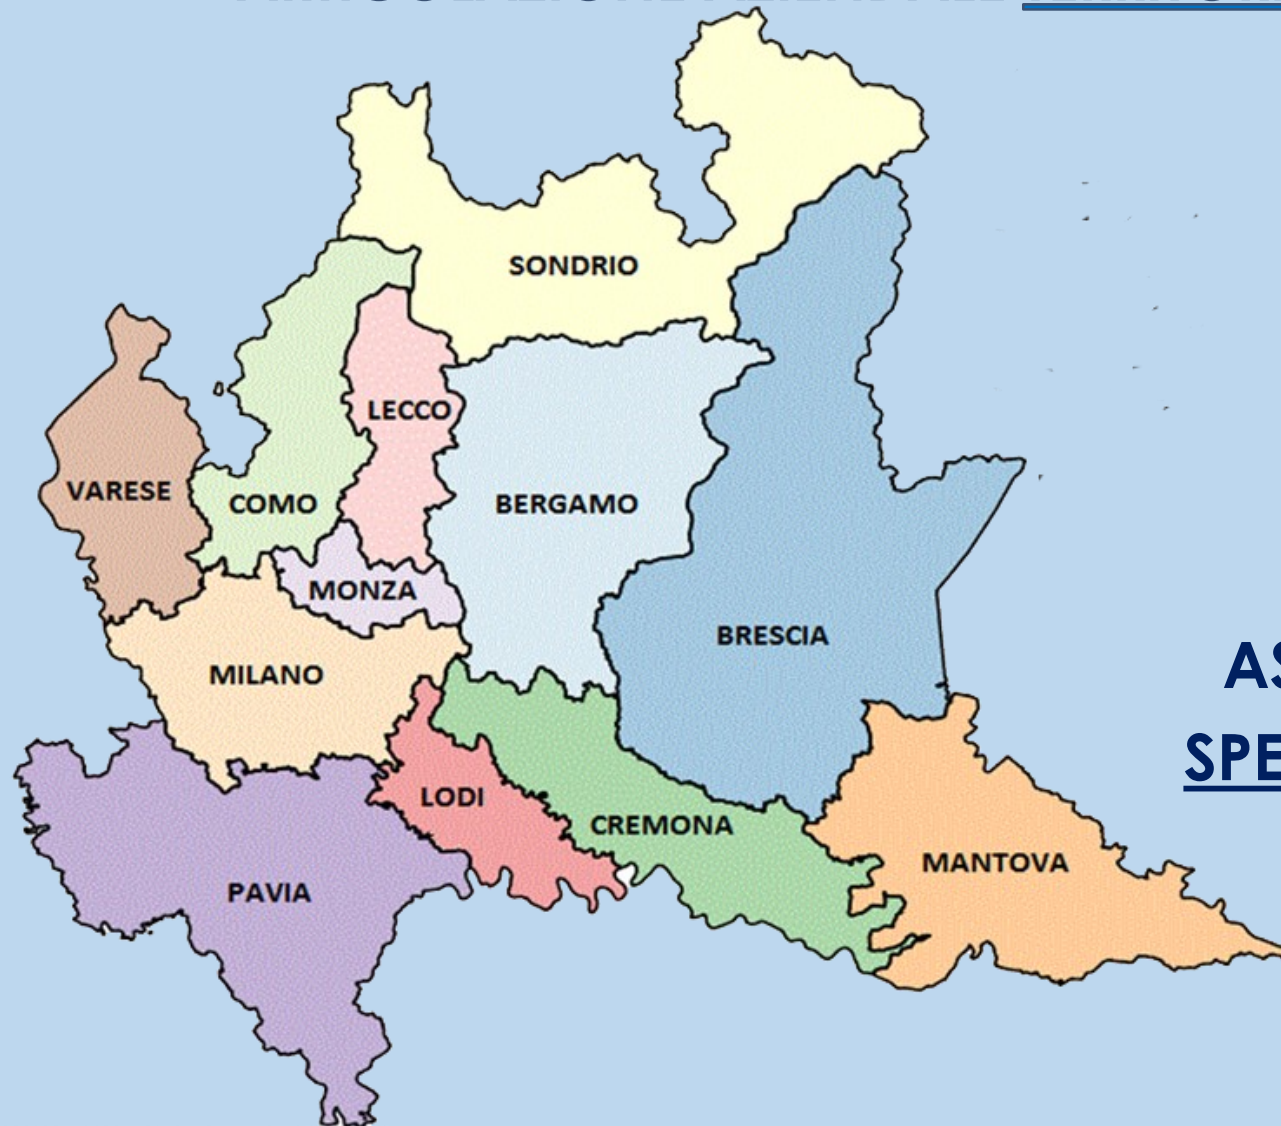 SONDRIO
LECCO
VARESE
COMO
BERGAMO
MONZA
BRESCIA
MILANO
LODI
CREMONA
MANTOVA
PAVIA